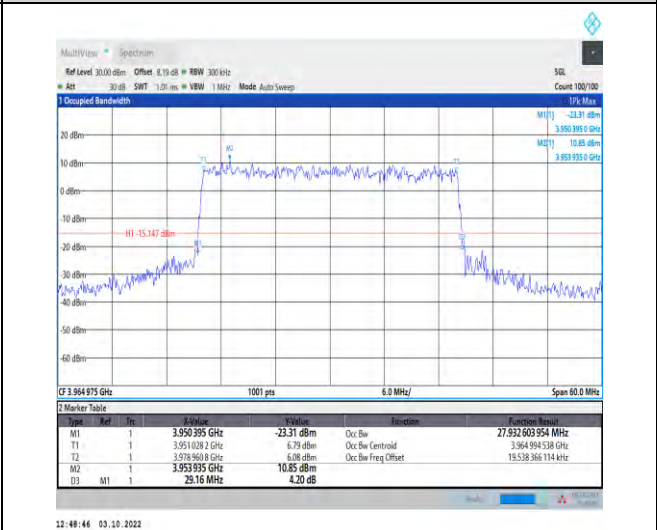 MultiView Spectrum
Ref Level 30.00 dBm Offset 8.19 dB RBW 300 kHz SGL
Att 30 dB SWT 1.01 ms VBW 1 MHz Mode Auto Sweep Count 100/100
1 Occupied Bandwidth 1Pk Max
M1[1] -23.31 dBm
3.950 395 0 GHz
M2[1] 10.85 dBm
3.953 935 0 GHz
20 dBm
M2
T1
10 dBm
0 dBm
-10 dBm
H1 -15.147 dBm
M1
-20 dBm
-30 dBm
-40 dBm
-50 dBm
-60 dBm
CF 3.964 975 GHz 1001 pts 6.0 MHz/ Span 60.0 MHz
2 Marker Table
Type Ref Trc X-Value Y-Value Function Function Result
M1 1 3.950 395 GHz -23.31 dBm Occ Bw 27.932 603 954 MHz
T1 1 3.951 028 2 GHz 6.79 dBm Occ Bw Centroid 3.964 994 538 GHz
T2 1 3.978 960 8 GHz 6.08 dBm Occ Bw Freq Offset 19.538 366 114 kHz
M2 1 3.953 935 GHz 10.85 dBm
D3 M1 1 29.16 MHz 4.20 dB
12:48:46 03.10.2022